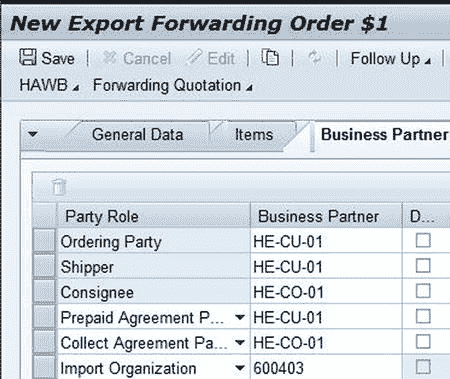 New Export Forwarding Order $1
Save Cancel Edit Follow Up
HAWB Forwarding Quotation
General Data Items Business Partner
Party Role Business Partner D...
Ordering Party HE-CU-01
Shipper HE-CU-01
Consignee HE-CO-01
Prepaid Agreement P... HE-CU-01
Collect Agreement Pa... HE-CO-01
Import Organization 600403